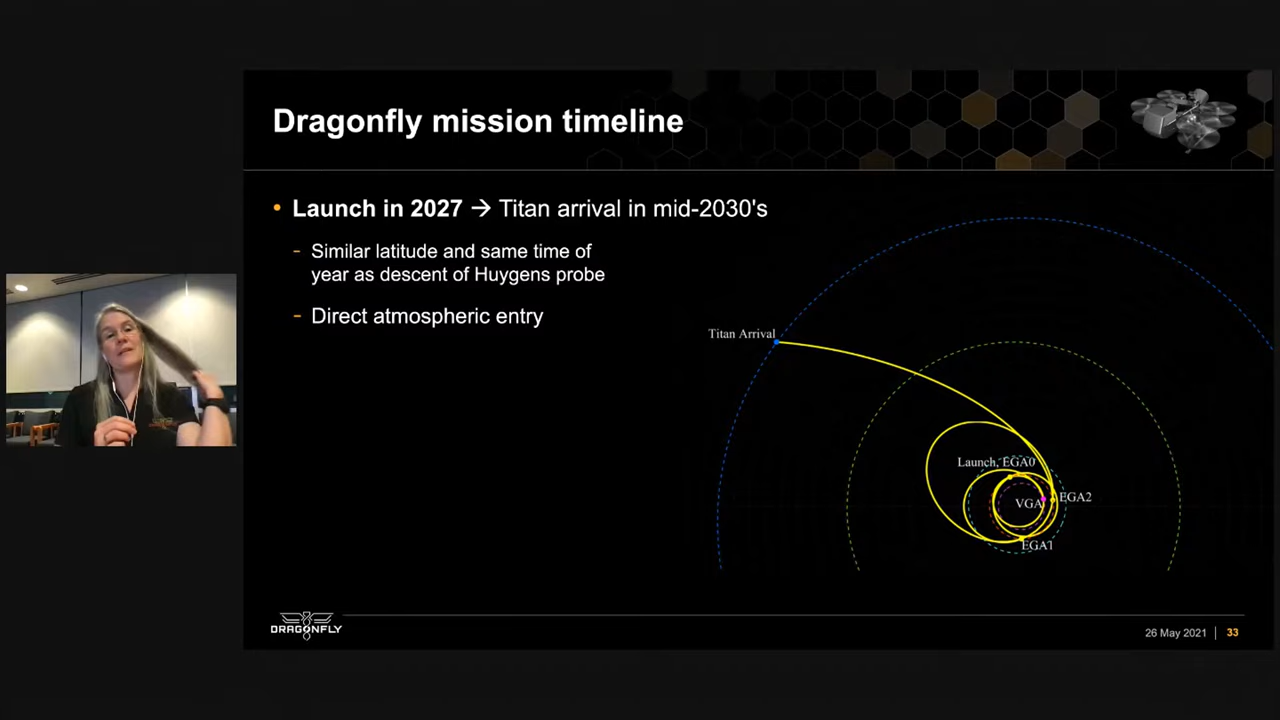 Dragonfly mission timeline
• Launch in 2027 → Titan arrival in mid-2030's
- Similar latitude and same time of
year as descent of Huygens probe
- Direct atmospheric entry
Titan Arrival
Launch, EGA0
VGA
EGA2
EGA1
DRAGONFLY
26 May 2021 | 33